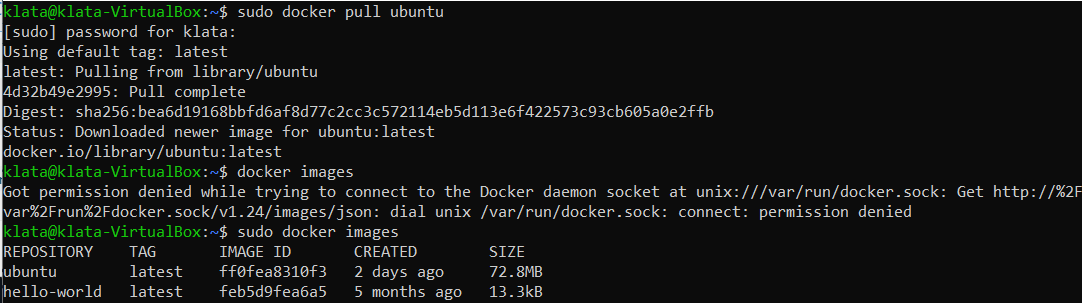 klata@klata-VirtualBox:~$ sudo docker pull ubuntu
[sudo] password for klata:
Using default tag: latest
latest: Pulling from library/ubuntu
4d32b49e2995: Pull complete
Digest: sha256:bea6d19168bbfd6af8d77c2cc3c572114eb5d113e6f422573c93cb605a0e2ffb
Status: Downloaded newer image for ubuntu:latest
docker.io/library/ubuntu:latest
klata@klata-VirtualBox:~$ docker images
Got permission denied while trying to connect to the Docker daemon socket at unix:///var/run/docker.sock: Get http://%2F
var%2Frun%2Fdocker.sock/v1.24/images/json: dial unix /var/run/docker.sock: connect: permission denied
klata@klata-VirtualBox:~$ sudo docker images
REPOSITORY    TAG       IMAGE ID       CREATED        SIZE
ubuntu        latest    ff0fea8310f3   2 days ago     72.8MB
hello-world   latest    feb5d9fea6a5   5 months ago   13.3kB